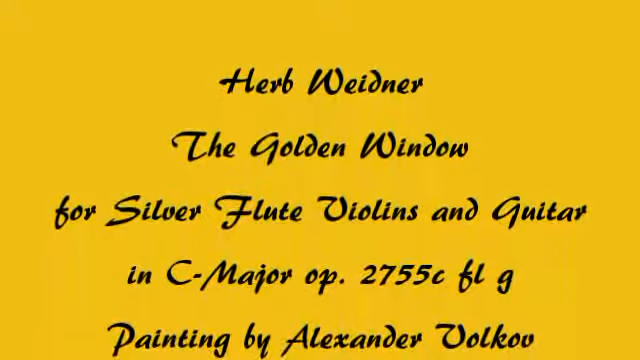 Herb Weidner
The Golden Window
for Silver Flute Violins and Guitar
in C-Major op. 2755c fl g
Painting by Alexander Volkov